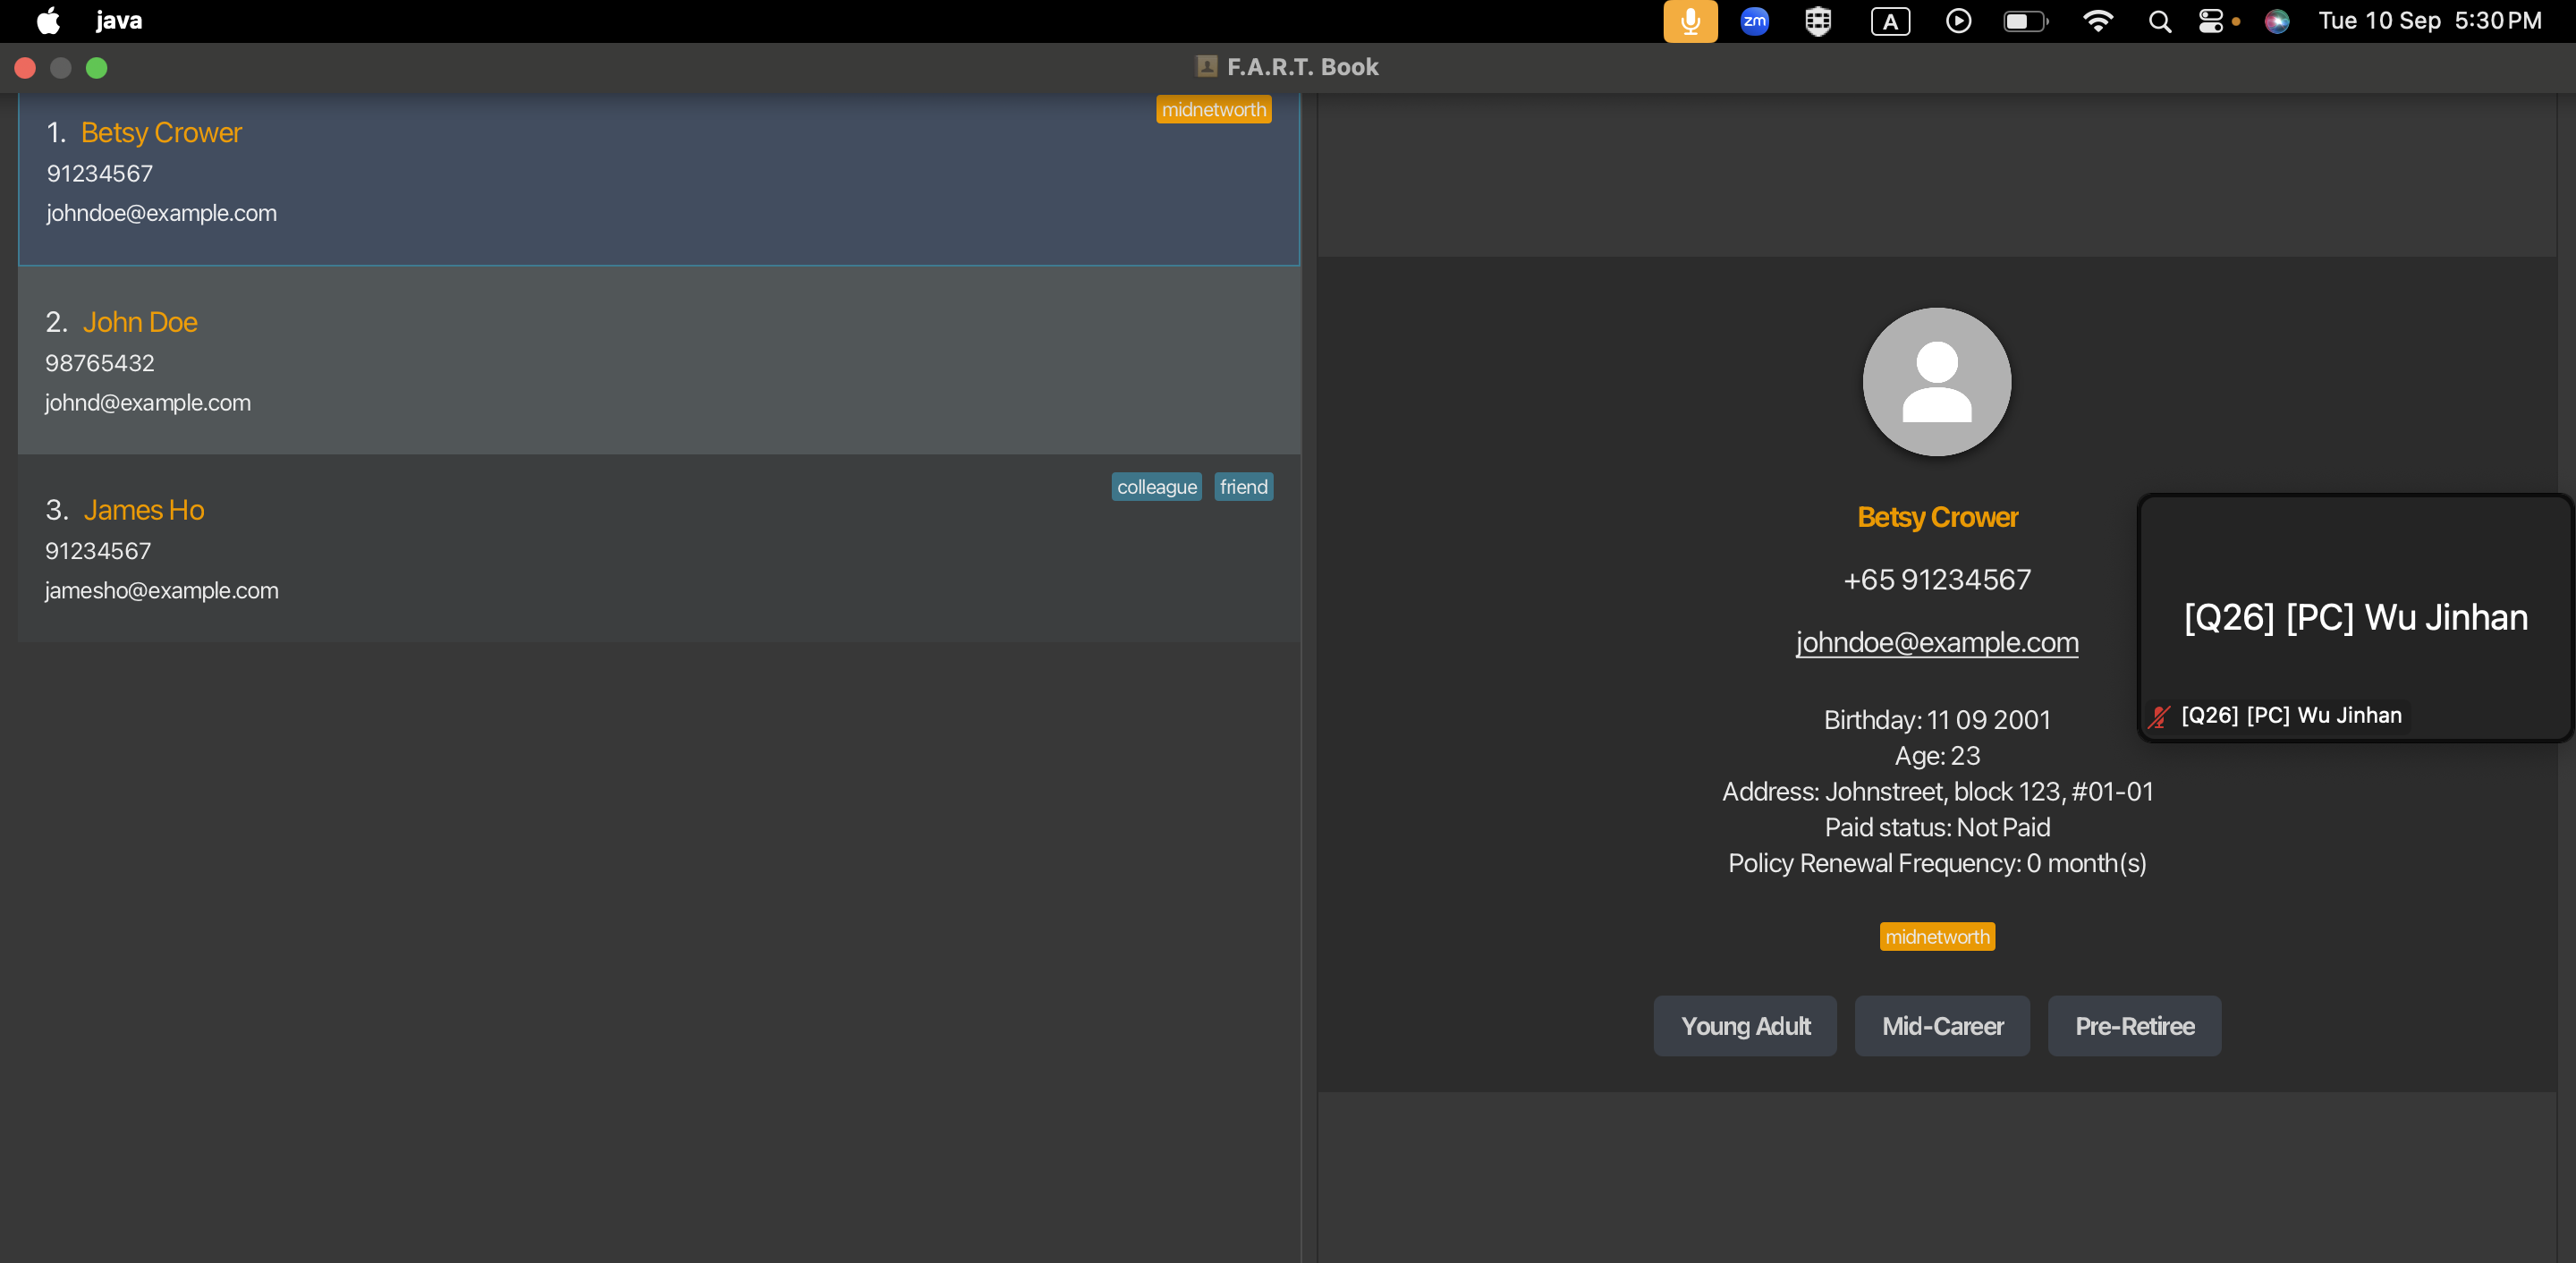 java
zm
A
Tue 10 Sep 5:30 PM
F.A.R.T. Book
midnetworth
1. Betsy Crower
91234567
johndoe@example.com
2. John Doe
98765432
johnd@example.com
colleague friend
3. James Ho
91234567
jamesho@example.com
Betsy Crower
+65 91234567
johndoe@example.com
Birthday: 11 09 2001
Age: 23
Address: Johnstreet, block 123, #01-01
Paid status: Not Paid
Policy Renewal Frequency: 0 month(s)
midnetworth
Young Adult Mid-Career Pre-Retiree
[Q26] [PC] Wu Jinhan
[Q26] [PC] Wu Jinhan